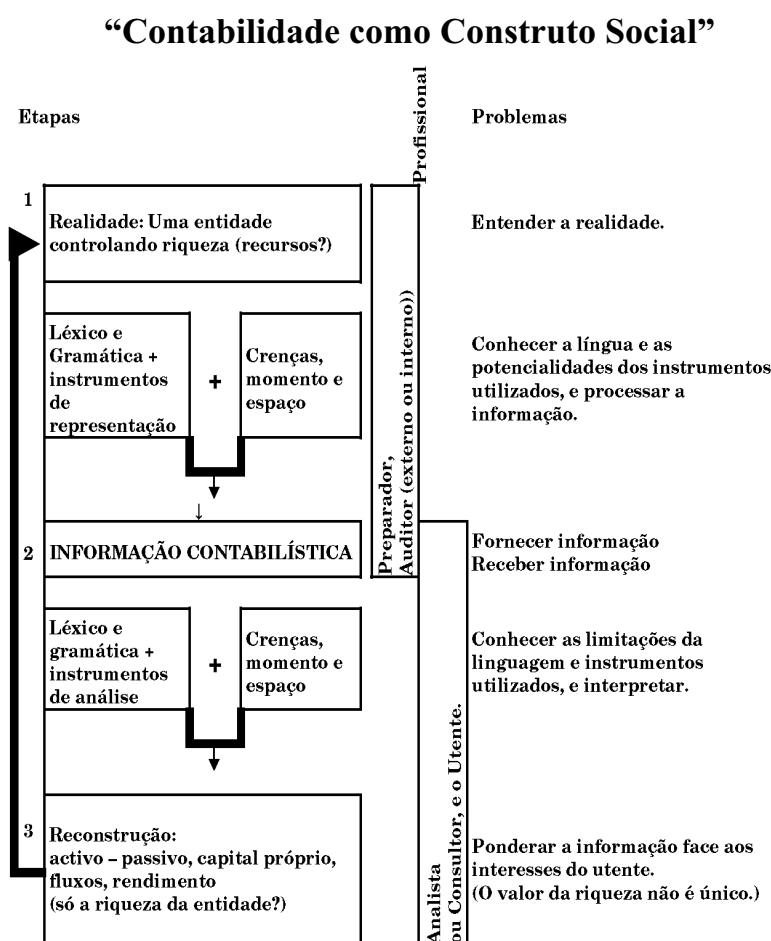 “Contabilidade como Construto Social”
Etapas
Profissional
Problemas
1
Realidade: Uma entidade
controlando riqueza (recursos?)
Entender a realidade.
Léxico e
Gramática +
instrumentos
de
representação
+
Crenças,
momento e
espaço
Conhecer a língua e as
potencialidades dos instrumentos
utilizados, e processar a
informação.
Preparador,
Auditor (externo ou interno))
↓
2
INFORMAÇÃO CONTABILÍSTICA
Fornecer informação
Receber informação
Léxico e
gramática +
instrumentos
de análise
+
Crenças,
momento e
espaço
Conhecer as limitações da
linguagem e instrumentos
utilizados, e interpretar.
3
Reconstrução:
activo – passivo, capital próprio,
fluxos, rendimento
(só a riqueza da entidade?)
Analista
ou Consultor, e o Utente.
Ponderar a informação face aos
interesses do utente.
(O valor da riqueza não é único.)